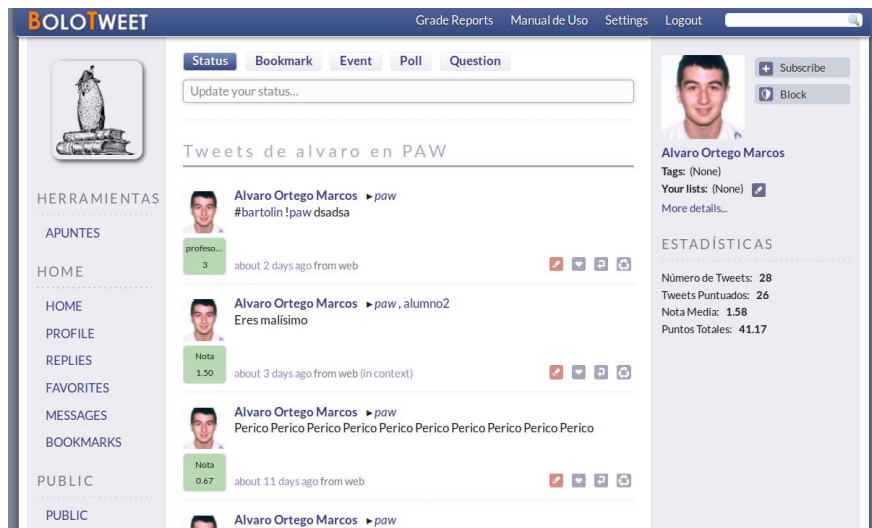 BOLOTWEET
Grade Reports Manual de Uso Settings Logout
HERRAMIENTAS
APUNTES
HOME
HOME
PROFILE
REPLIES
FAVORITES
MESSAGES
BOOKMARKS
PUBLIC
PUBLIC
Status Bookmark Event Poll Question
Update your status...
Tweets de alvaro en PAW
Alvaro Ortego Marcos ▸paw
#bartolin !paw dsadsa
profeso...
3
about 2 days ago from web
Alvaro Ortego Marcos ▸paw , alumno2
Eres malísimo
Nota
1.50
about 3 days ago from web (in context)
Alvaro Ortego Marcos ▸paw
Perico Perico Perico Perico Perico Perico Perico Perico Perico Perico
Nota
0.67
about 11 days ago from web
Alvaro Ortego Marcos ▸paw
Subscribe
Block
Alvaro Ortego Marcos
Tags: (None)
Your lists: (None)
More details...
ESTADÍSTICAS
Número de Tweets: 28
Tweets Puntuados: 26
Nota Media: 1.58
Puntos Totales: 41.17